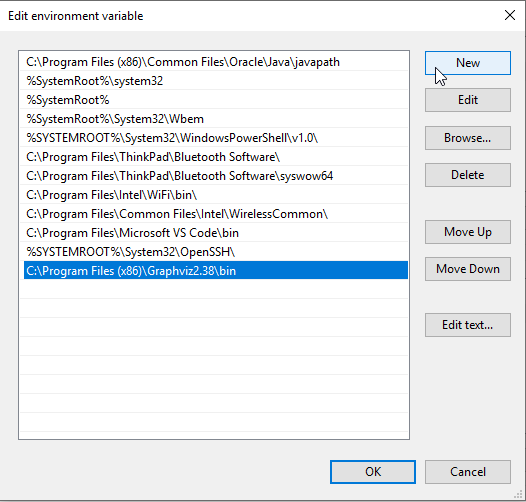 Edit environment variable
C:\Program Files (x86)\Common Files\Oracle\Java\javapath
%SystemRoot%\system32
%SystemRoot%
%SystemRoot%\System32\Wbem
%SYSTEMROOT%\System32\WindowsPowerShell\v1.0\
C:\Program Files\ThinkPad\Bluetooth Software\
C:\Program Files\ThinkPad\Bluetooth Software\syswow64
C:\Program Files\Intel\WiFi\bin\
C:\Program Files\Common Files\Intel\WirelessCommon\
C:\Program Files\Microsoft VS Code\bin
%SYSTEMROOT%\System32\OpenSSH\
C:\Program Files (x86)\Graphviz2.38\bin
New
Edit
Browse...
Delete
Move Up
Move Down
Edit text...
OK
Cancel